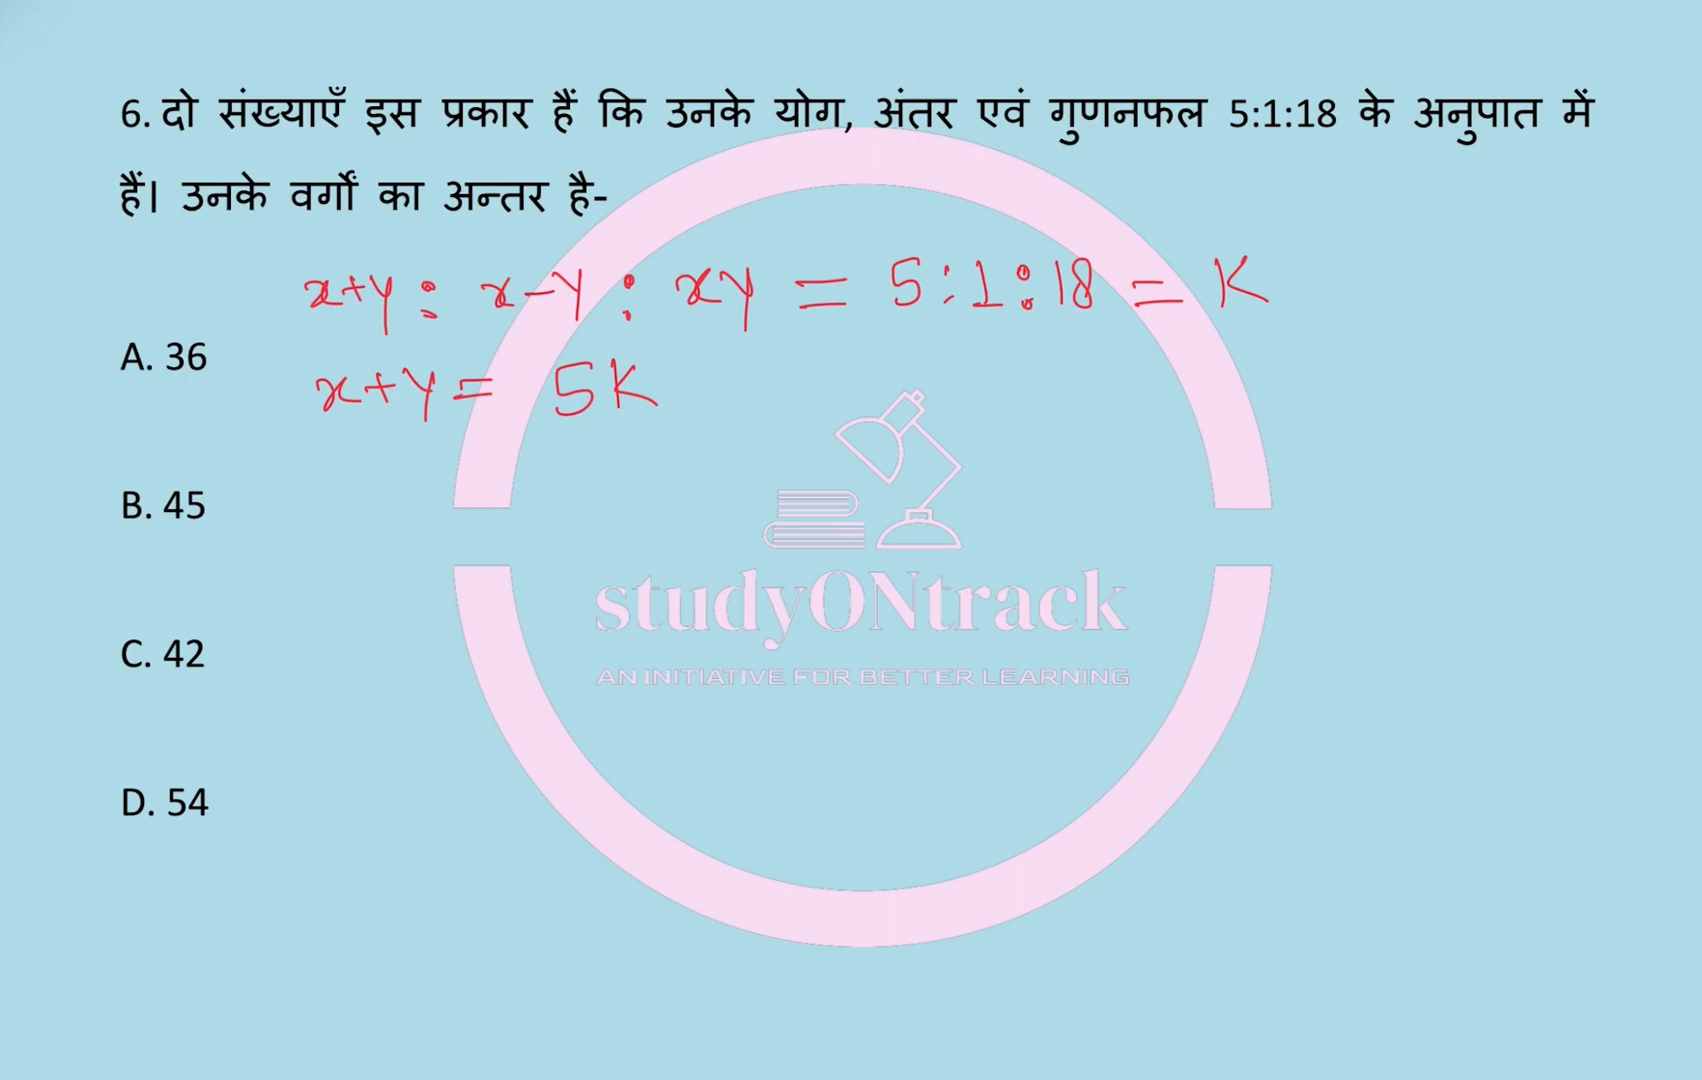 6. दो संख्याएँ इस प्रकार हैं कि उनके योग, अंतर एवं गुणनफल 5:1:18 के अनुपात में
हैं। उनके वर्गों का अन्तर है-
x+y : x-y : xy = 5:1:18 = K
A. 36
x+y = 5K
B. 45
studyONtrack
C. 42
AN INITIATIVE FOR BETTER LEARNING
D. 54